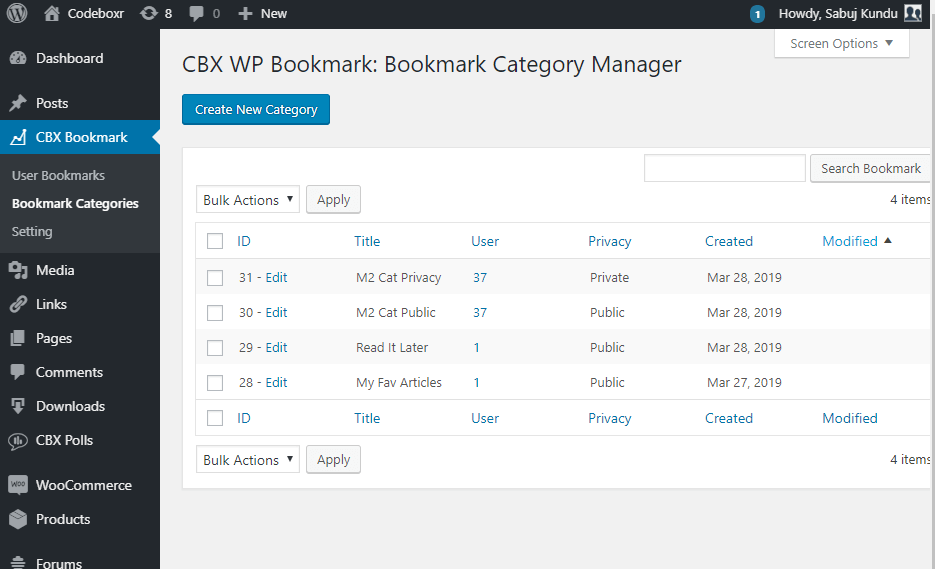 Codeboxr 8 0 New 1 Howdy, Sabuj Kundu
Screen Options ▼
Dashboard
Posts
CBX Bookmark
User Bookmarks
Bookmark Categories
Setting
Media
Links
Pages
Comments
Downloads
CBX Polls
WooCommerce
Products
Forums
CBX WP Bookmark: Bookmark Category Manager
Create New Category
Search Bookmark
Bulk Actions ▼ Apply 4 items
ID Title User Privacy Created Modified ▲
31 - Edit M2 Cat Privacy 37 Private Mar 28, 2019
30 - Edit M2 Cat Public 37 Public Mar 28, 2019
29 - Edit Read It Later 1 Public Mar 28, 2019
28 - Edit My Fav Articles 1 Public Mar 27, 2019
ID Title User Privacy Created Modified
Bulk Actions ▼ Apply 4 items